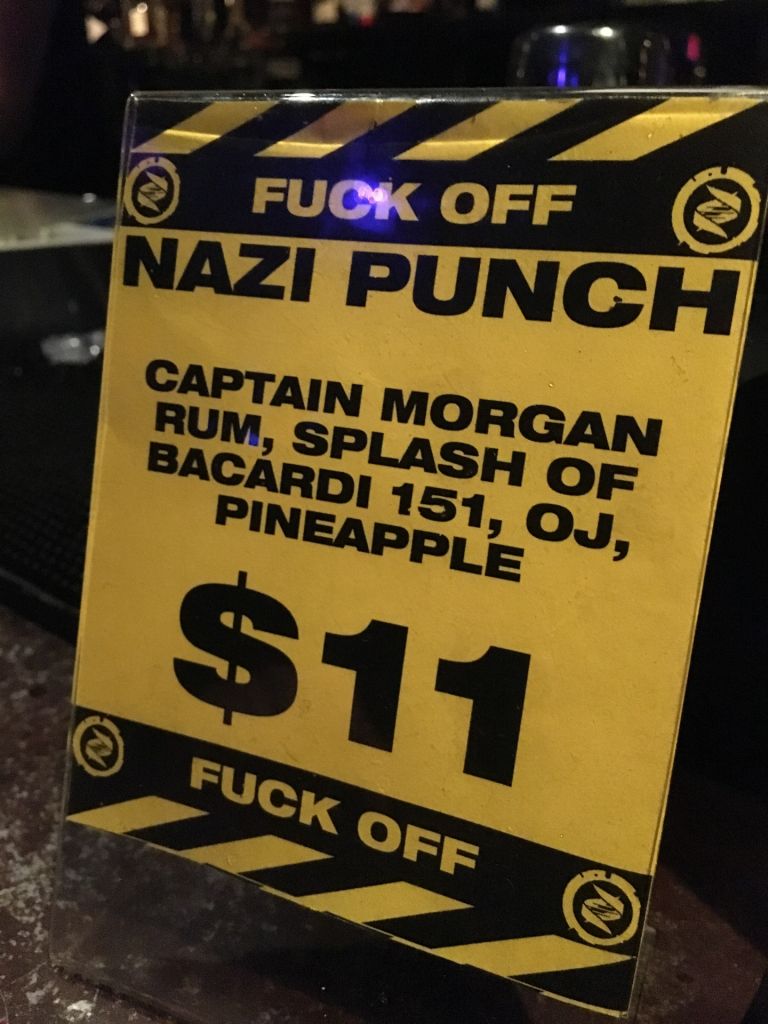 FUCK OFF
NAZI PUNCH
CAPTAIN MORGAN
RUM, SPLASH OF
BACARDI 151, OJ,
PINEAPPLE
$11
FUCK OFF